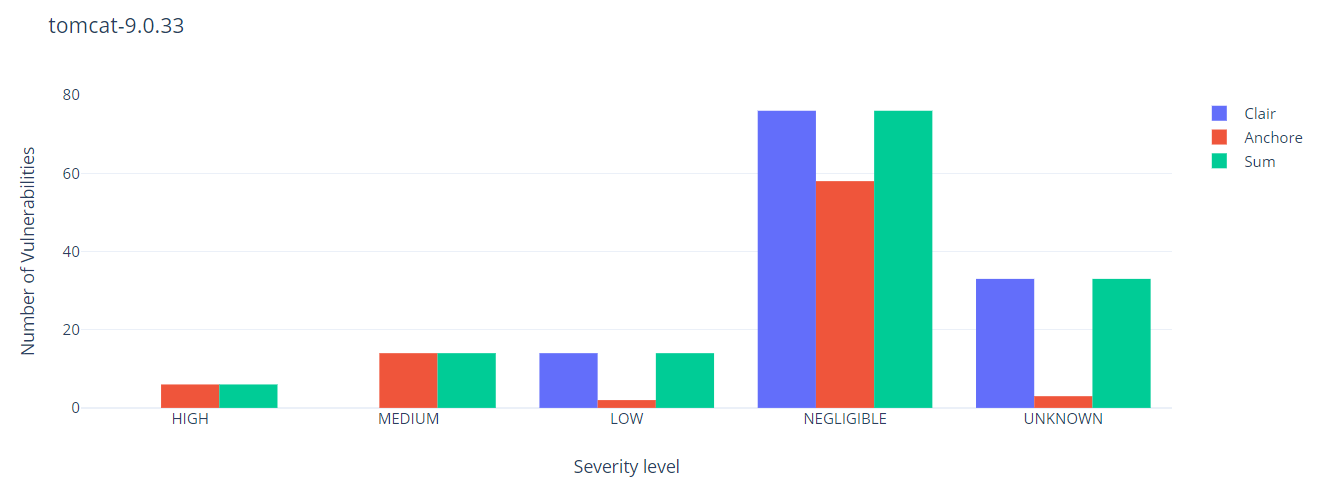 tomcat-9.0.33
Number of Vulnerabilities
80
60
40
20
0
HIGH
MEDIUM
LOW
NEGLIGIBLE
UNKNOWN
Severity level
Clair
Anchore
Sum